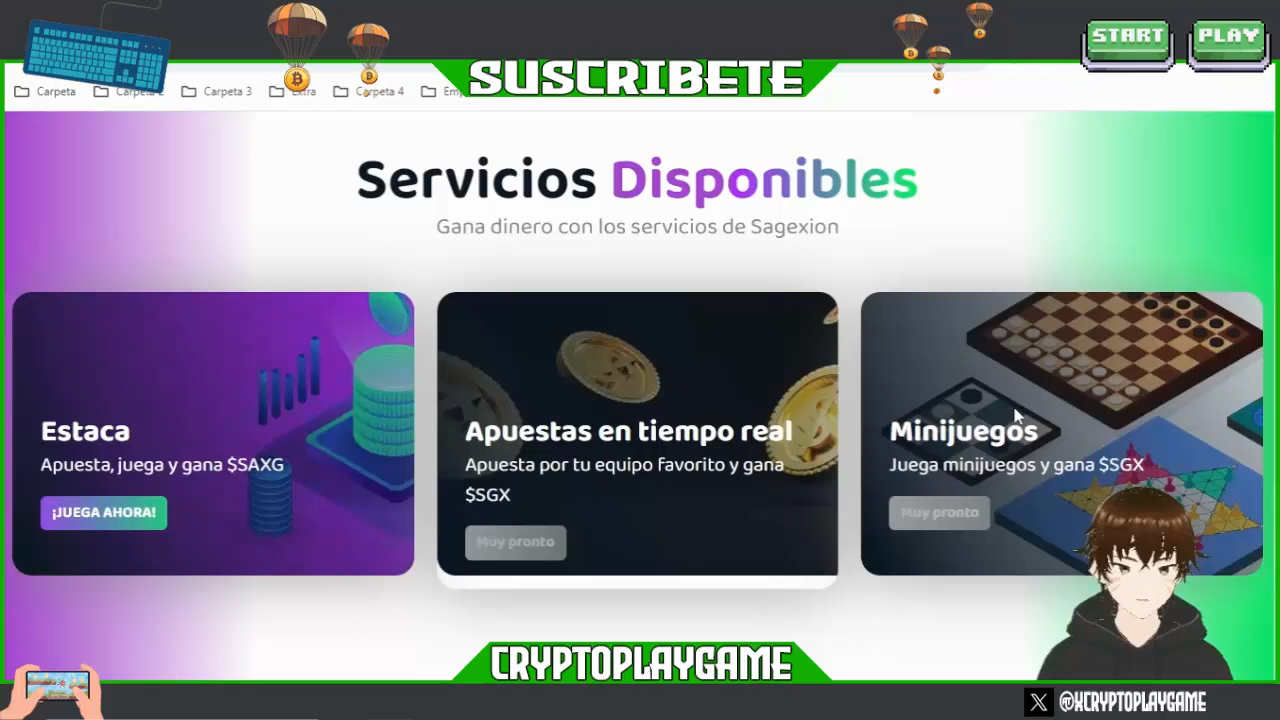 START
PLAY
SUSCRIBETE
Carpeta
Carpeta 3
Extra
Carpeta 4
Servicios Disponibles
Gana dinero con los servicios de Sagexion
Estaca
Apuesta, juega y gana $SAXG
¡JUEGA AHORA!
Apuestas en tiempo real
Apuesta por tu equipo favorito y gana
$SGX
Muy pronto
Minijuegos
Juega minijuegos y gana $SGX
Muy pronto
CRYPTOPLAYGAME
@XCRYPTOPLAYGAME